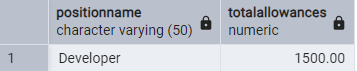 positionname totalallowances
character varying (50) numeric
1 Developer 1500.00